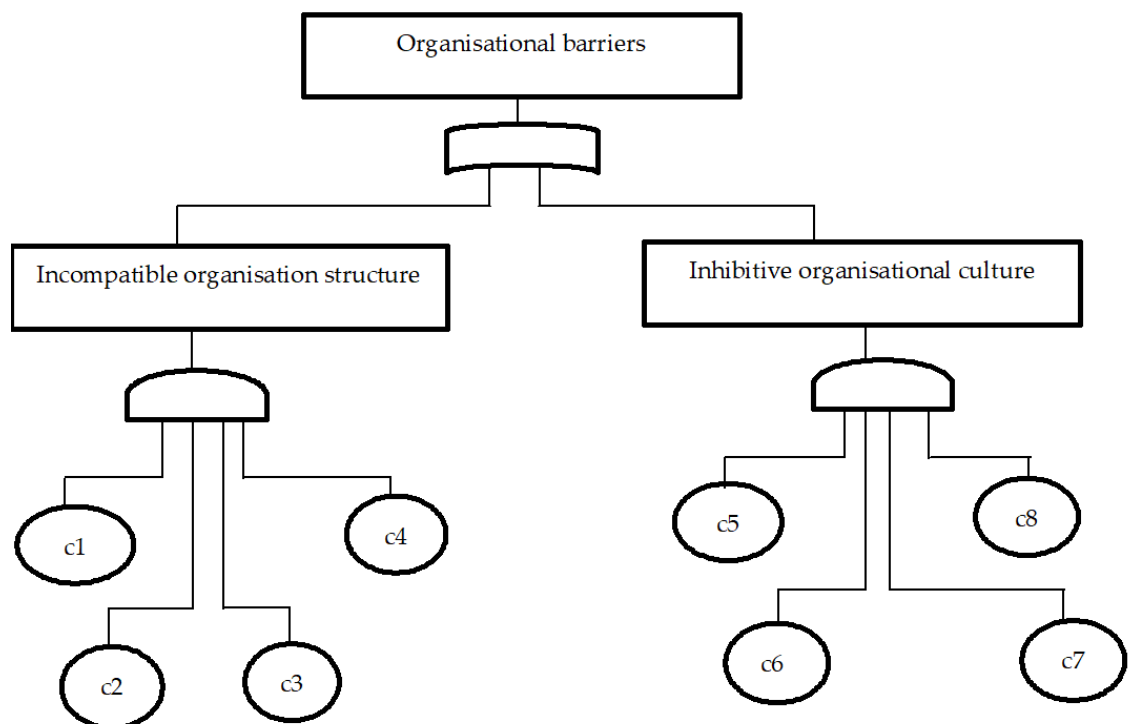 Organisational barriers
Incompatible organisation structure
Inhibitive organisational culture
c1
c4
c5
c8
c2
c3
c6
c7